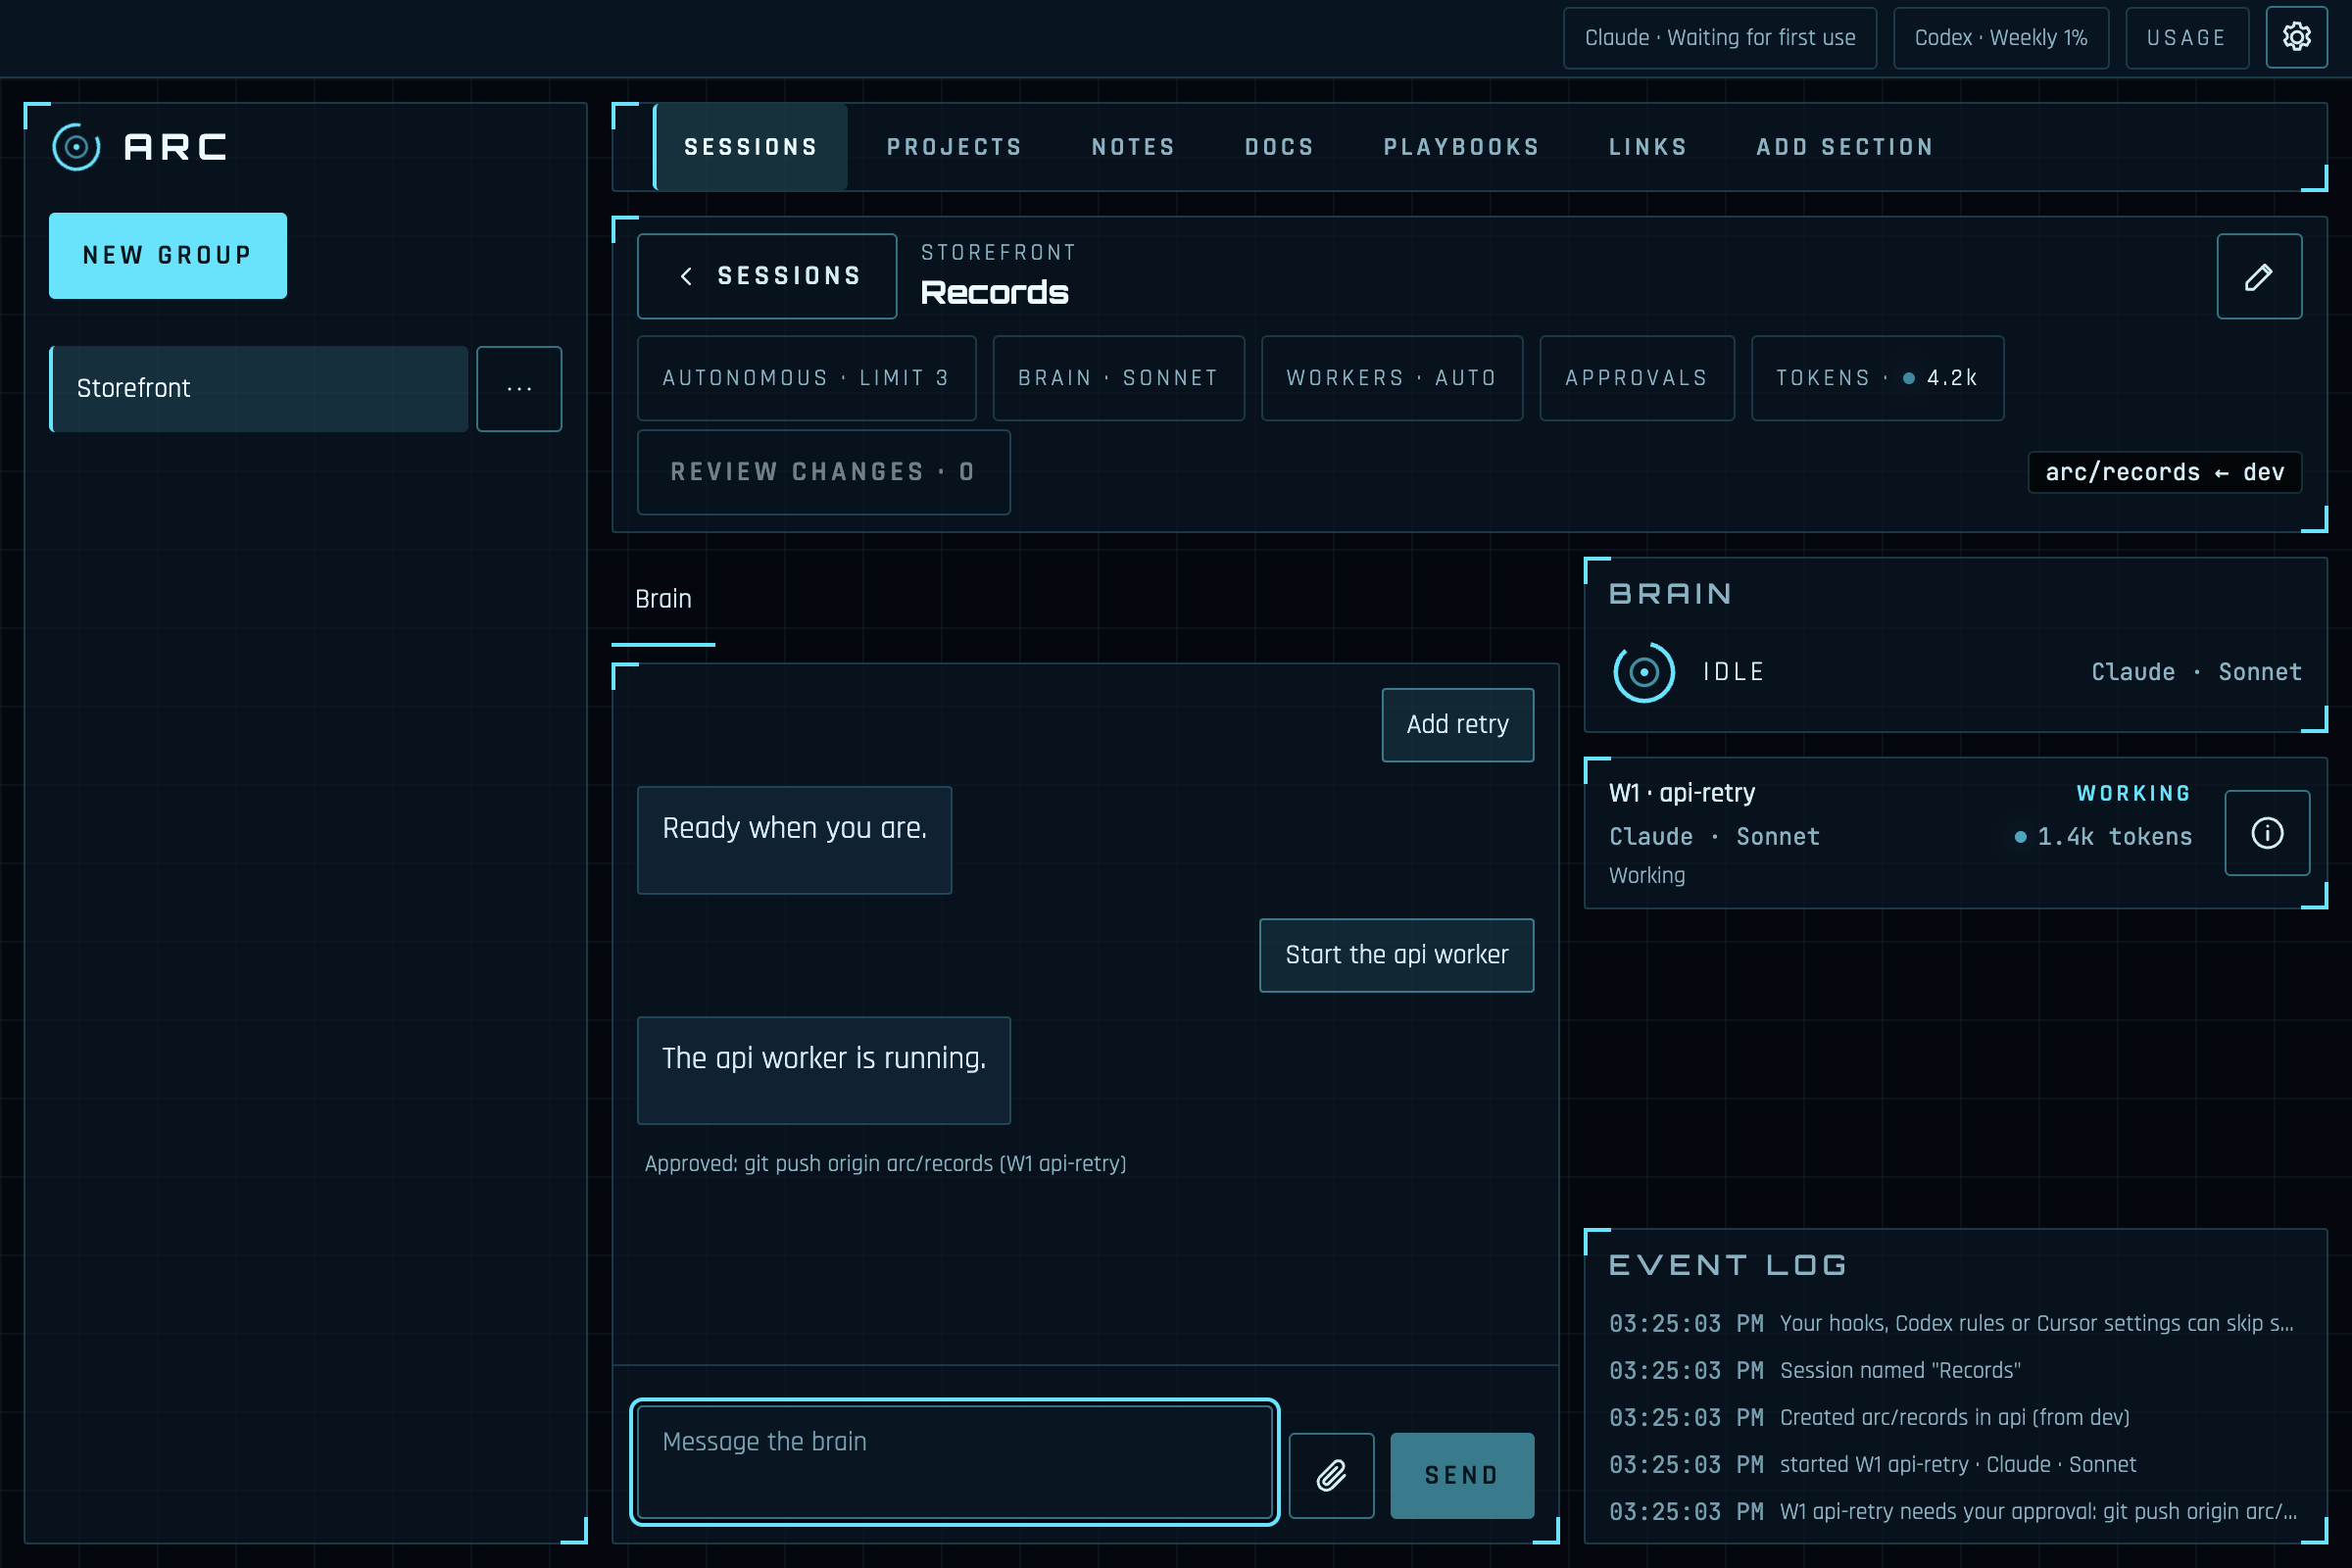 Claude · Waiting for first use
Codex · Weekly 1%
USAGE
ARC
NEW GROUP
Storefront
...
SESSIONS
PROJECTS
NOTES
DOCS
PLAYBOOKS
LINKS
ADD SECTION
SESSIONS
STOREFRONT
Records
AUTONOMOUS · LIMIT 3
BRAIN · SONNET
WORKERS · AUTO
APPROVALS
TOKENS · 4.2k
REVIEW CHANGES · 0
arc/records ← dev
Brain
Add retry
Ready when you are.
Start the api worker
The api worker is running.
Approved: git push origin arc/records (W1 api-retry)
Message the brain
SEND
BRAIN
IDLE
Claude · Sonnet
W1 · api-retry
WORKING
Claude · Sonnet
1.4k tokens
Working
EVENT LOG
03:25:03 PM Your hooks, Codex rules or Cursor settings can skip s...
03:25:03 PM Session named "Records"
03:25:03 PM Created arc/records in api (from dev)
03:25:03 PM started W1 api-retry · Claude · Sonnet
03:25:03 PM W1 api-retry needs your approval: git push origin arc/...